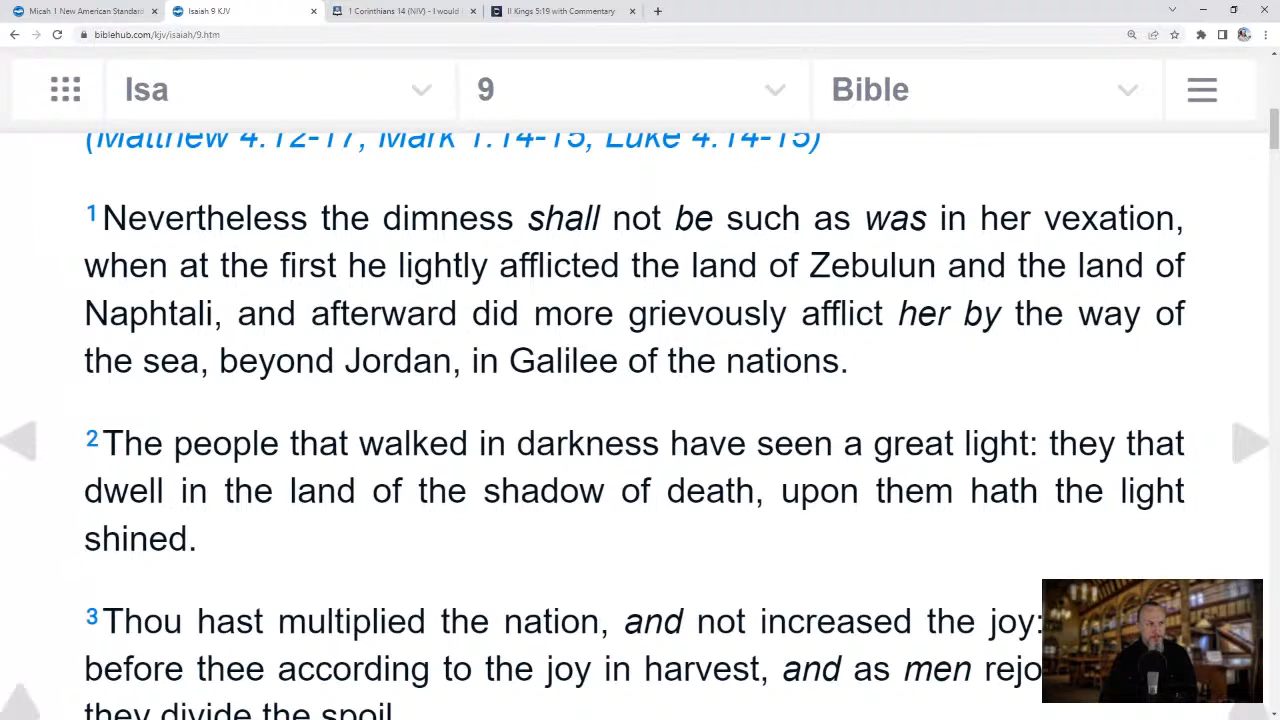 Micah 1 New American Standard
Isaiah 9 KJV
1 Corinthians 14 (NIV) - I would
II Kings 5:19 with Commentary
biblehub.com/kjv/isaiah/9.htm
Isa 9 Bible
(Matthew 4:12-17; Mark 1:14-15; Luke 4:14-15)
1 Nevertheless the dimness shall not be such as was in her vexation,
when at the first he lightly afflicted the land of Zebulun and the land of
Naphtali, and afterward did more grievously afflict her by the way of
the sea, beyond Jordan, in Galilee of the nations.
2 The people that walked in darkness have seen a great light: they that
dwell in the land of the shadow of death, upon them hath the light
shined.
3 Thou hast multiplied the nation, and not increased the joy:
before thee according to the joy in harvest, and as men rejo
they divide the spoil